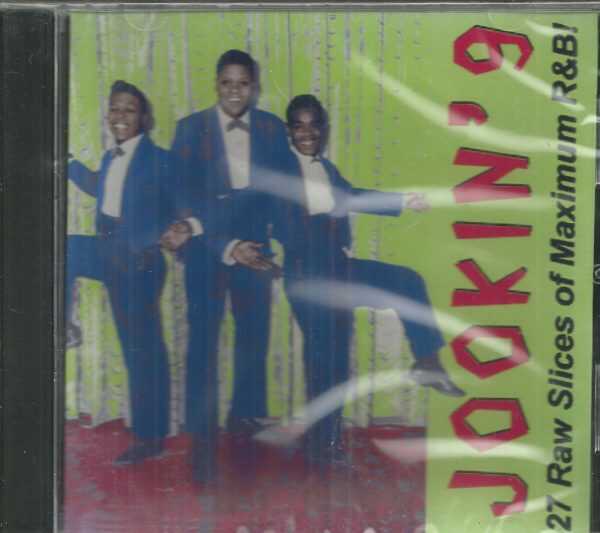 JOOKIN' 9
27 Raw Slices of Maximum R&B!